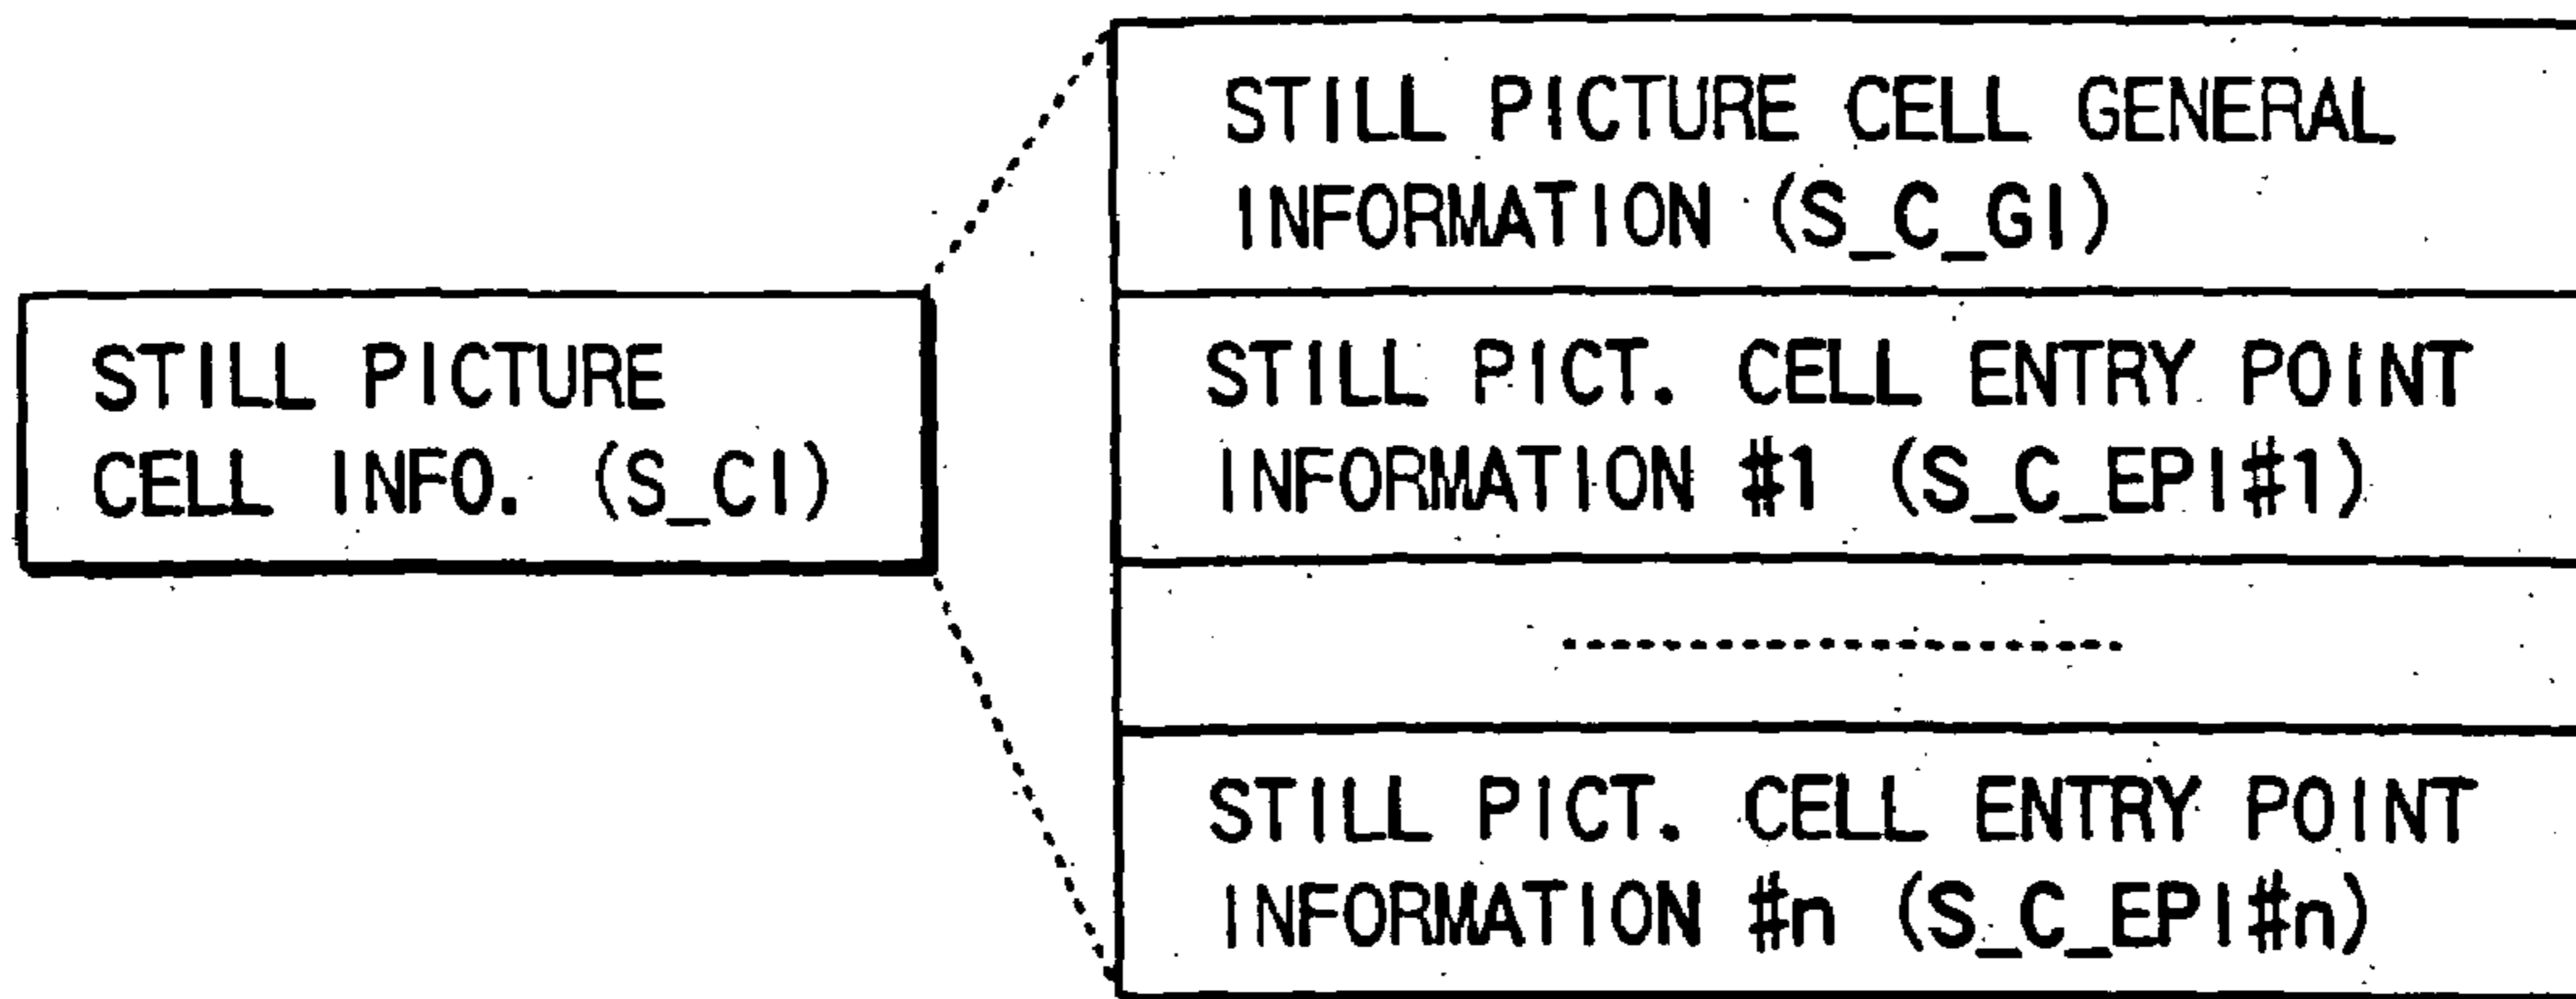 STILL PICTURE
CELL INFO. (S_CI)
STILL PICTURE CELL GENERAL
INFORMATION (S_C_GI)
STILL PICT. CELL ENTRY POINT
INFORMATION #1 (S_C_EPI#1)
STILL PICT. CELL ENTRY POINT
INFORMATION #n (S_C_EPI#n)